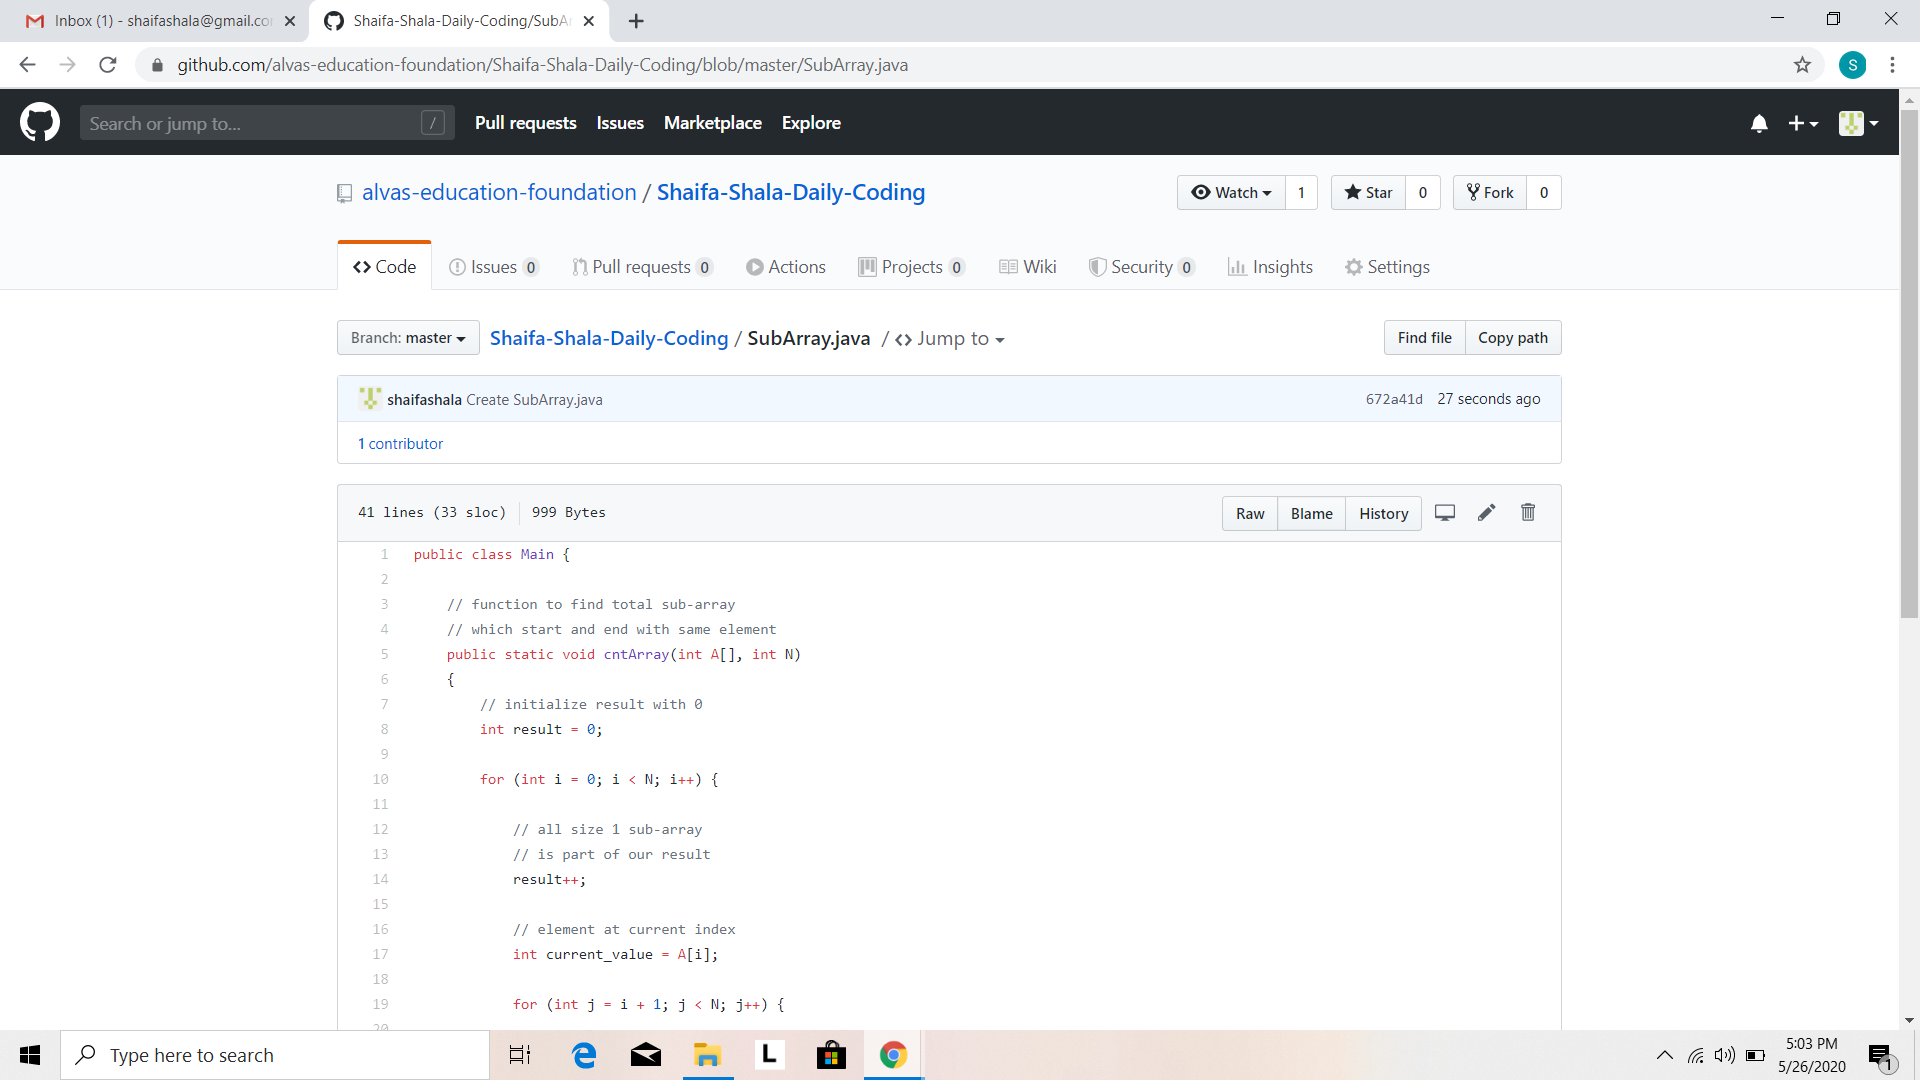 Inbox (1) - shaifashala@gmail.co
Shaifa-Shala-Daily-Coding/SubA
github.com/alvas-education-foundation/Shaifa-Shala-Daily-Coding/blob/master/SubArray.java
S
Search or jump to... /
Pull requests Issues Marketplace Explore
alvas-education-foundation / Shaifa-Shala-Daily-Coding
Watch 1 Star 0 Fork 0
Code Issues 0 Pull requests 0 Actions Projects 0 Wiki Security 0 Insights Settings
Branch: master Shaifa-Shala-Daily-Coding / SubArray.java / Jump to
Find file Copy path
shaifashala Create SubArray.java 672a41d 27 seconds ago
1 contributor
41 lines (33 sloc) 999 Bytes
Raw Blame History
1 public class Main {
2
3 // function to find total sub-array
4 // which start and end with same element
5 public static void cntArray(int A[], int N)
6 {
7 // initialize result with 0
8 int result = 0;
9
10 for (int i = 0; i < N; i++) {
11
12 // all size 1 sub-array
13 // is part of our result
14 result++;
15
16 // element at current index
17 int current_value = A[i];
18
19 for (int j = i + 1; j < N; j++) {
20
Type here to search
L
5:03 PM
5/26/2020
1